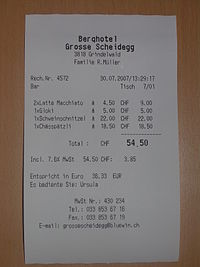 Berghotel
Grosse Scheidegg
3818 Grindelwald
Familie R.Müller
Rech.Nr. 4572 30.07.2007/13:29:17
Bar Tisch 7/01
2xLatte Macchiato à 4.50 CHF 9.00
1xGloki à 5.00 CHF 5.00
1xSchweinschnitzel à 22.00 CHF 22.00
1xChässpätzli à 18.50 CHF 18.50
Total : CHF 54.50
Incl. 7.6% MwSt 54.50 CHF: 3.85
Entspricht in Euro 36.33 EUR
Es bediente Sie: Ursula
MwSt Nr.: 430 234
Tel.: 033 853 67 16
Fax.: 033 853 67 19
E-mail: grossescheidegg@bluewin.ch